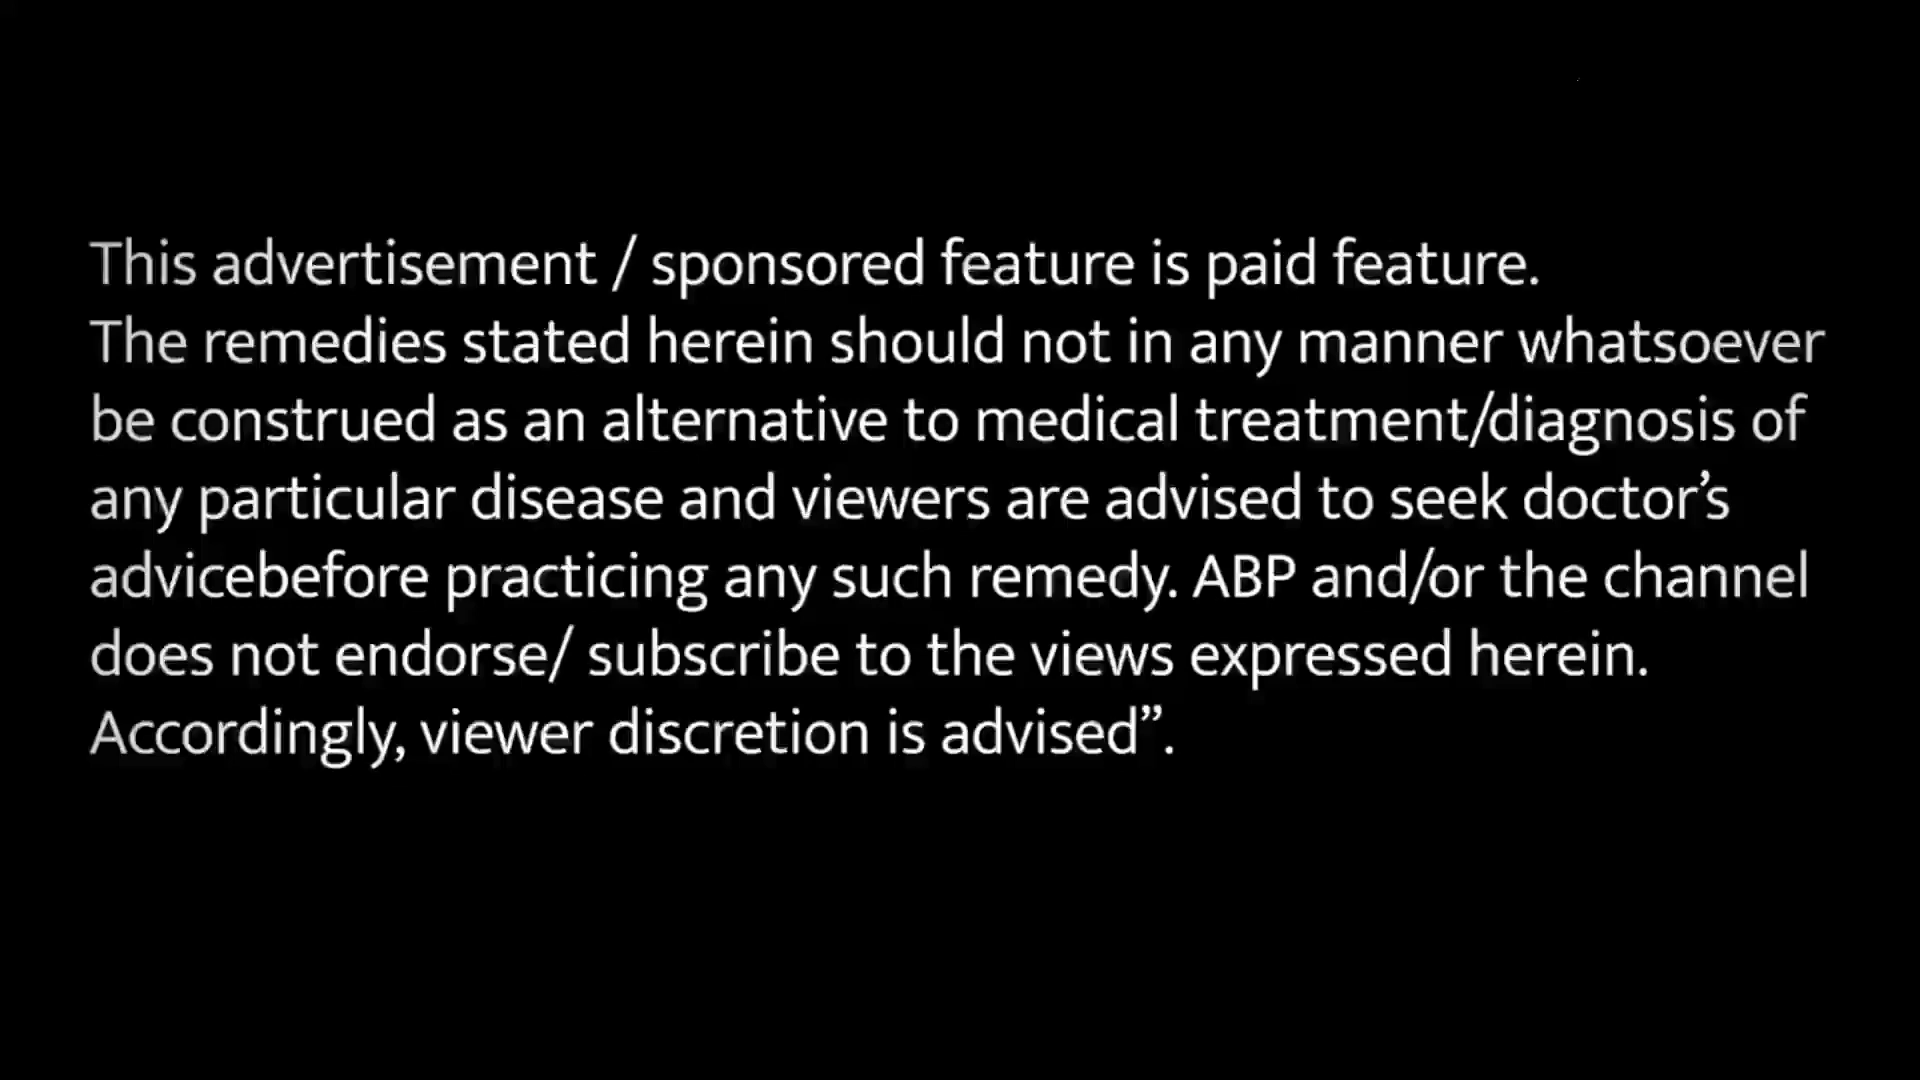 This advertisement / sponsored feature is paid feature.
The remedies stated herein should not in any manner whatsoever
be construed as an alternative to medical treatment/diagnosis of
any particular disease and viewers are advised to seek doctor’s
advicebefore practicing any such remedy. ABP and/or the channel
does not endorse/ subscribe to the views expressed herein.
Accordingly, viewer discretion is advised”.